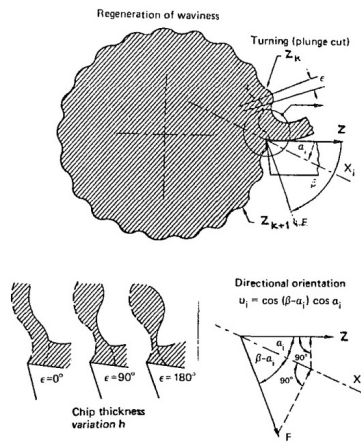 Regeneration of waviness
Turning (plunge cut)
Z_k
ϵ
Z
α_i
X_i
β
F
Z_{k+1}
ϵ=0°
ϵ=90°
ϵ=180°
Chip thickness
variation h
Directional orientation
u_i = cos (β-α_i) cos α_i
Z
α_i
β-α_i
90°
90°
X
F